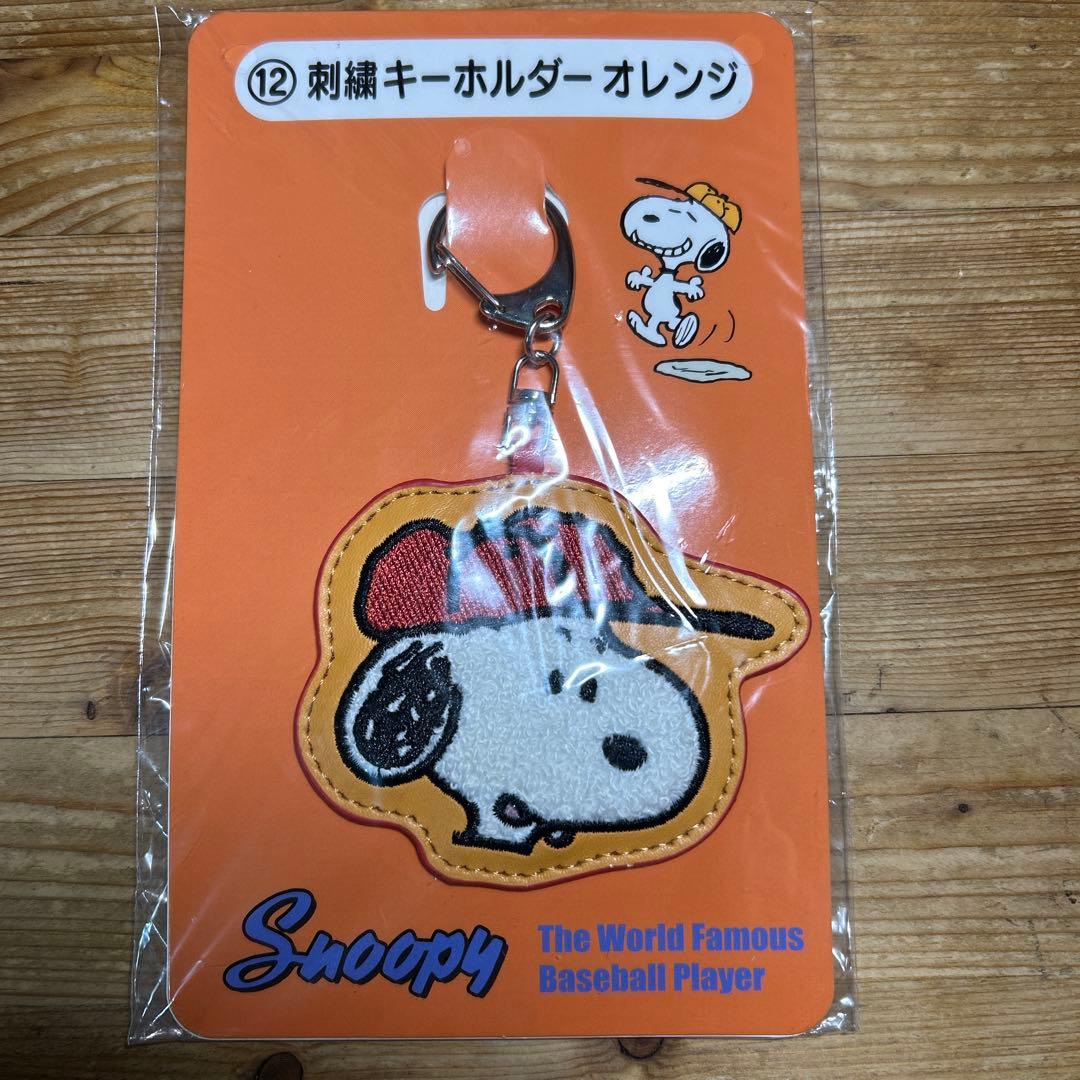 ⑫ 刺繍キーホルダー オレンジ
Snoopy
The World Famous
Baseball Player